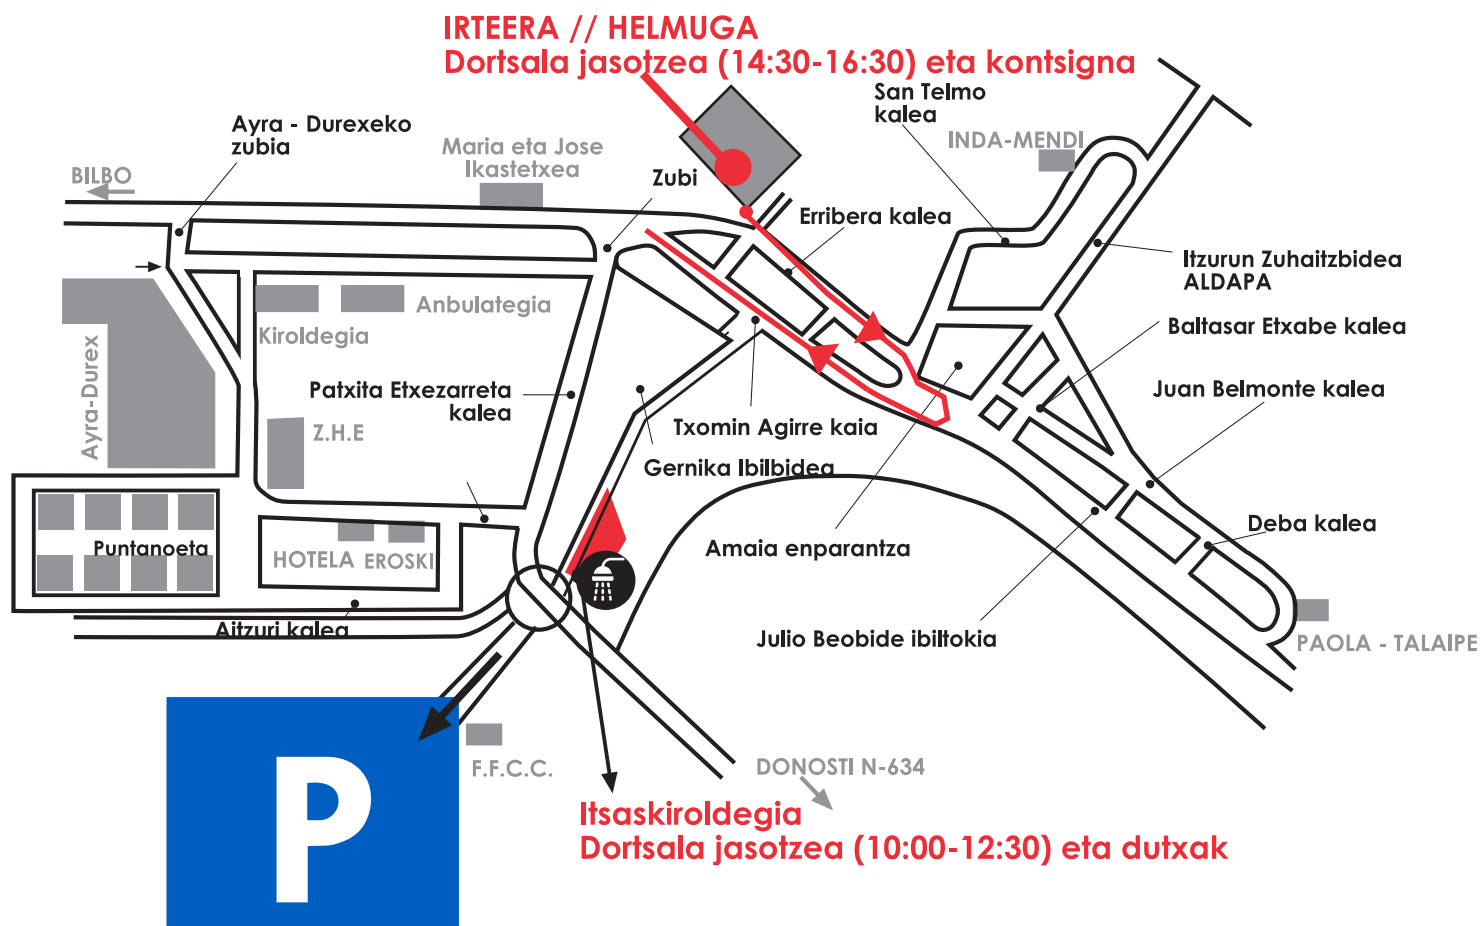 IRTEERA // HELMUGA
Dortsala jasotzea (14:30-16:30) eta kontsigna
San Telmo
kalea
Ayra - Durexeko
zubia
Maria eta Jose
Ikastetxea
INDA-MENDI
BILBO
Zubi
Erribera kalea
Itzurun Zuhaitzbidea
ALDAPA
Anbulategia
Kiroldegia
Baltasar Etxabe kalea
Ayra-Durex
Patxita Etxezarreta
kalea
Juan Belmonte kalea
Z.H.E
Txomin Agirre kaia
Gernika Ibilbidea
Deba kalea
Puntanoeta
HOTELA
EROSKI
Amaia enparantza
Aitzuri kalea
Julio Beobide ibiltokia
PAOLA - TALAIPE
P
F.F.C.C.
DONOSTI N-634
Itsaskiroldegia
Dortsala jasotzea (10:00-12:30) eta dutxak